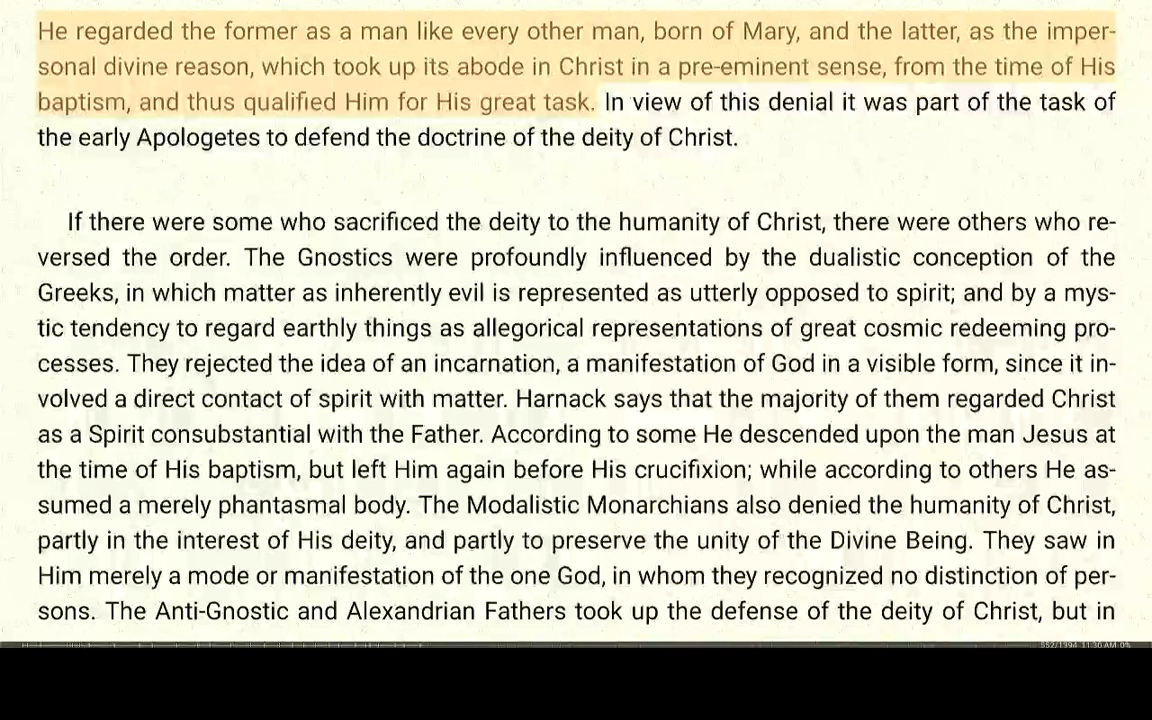 He regarded the former as a man like every other man, born of Mary, and the latter, as the imper-
sonal divine reason, which took up its abode in Christ in a pre-eminent sense, from the time of His
baptism, and thus qualified Him for His great task. In view of this denial it was part of the task of
the early Apologetes to defend the doctrine of the deity of Christ.
If there were some who sacrificed the deity to the humanity of Christ, there were others who re-
versed the order. The Gnostics were profoundly influenced by the dualistic conception of the
Greeks, in which matter as inherently evil is represented as utterly opposed to spirit; and by a mys-
tic tendency to regard earthly things as allegorical representations of great cosmic redeeming pro-
cesses. They rejected the idea of an incarnation, a manifestation of God in a visible form, since it in-
volved a direct contact of spirit with matter. Harnack says that the majority of them regarded Christ
as a Spirit consubstantial with the Father. According to some He descended upon the man Jesus at
the time of His baptism, but left Him again before His crucifixion; while according to others He as-
sumed a merely phantasmal body. The Modalistic Monarchians also denied the humanity of Christ,
partly in the interest of His deity, and partly to preserve the unity of the Divine Being. They saw in
Him merely a mode or manifestation of the one God, in whom they recognized no distinction of per-
sons. The Anti-Gnostic and Alexandrian Fathers took up the defense of the deity of Christ, but in
552/1394 11:30 AM 0%